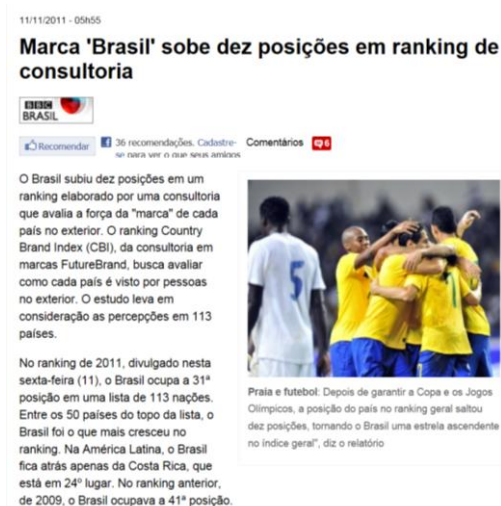 11/11/2011 - 05h55
Marca 'Brasil' sobe dez posições em ranking de
consultoria
BBC
BRASIL
Recomendar
36 recomendações. Cadastre-
se para ver o que seus amigos
Comentários 6
O Brasil subiu dez posições em um
ranking elaborado por uma consultoria
que avalia a força da "marca" de cada
país no exterior. O ranking Country
Brand Index (CBI), da consultoria em
marcas FutureBrand, busca avaliar
como cada país é visto por pessoas
no exterior. O estudo leva em
consideração as percepções em 113
países.
No ranking de 2011, divulgado nesta
sexta-feira (11), o Brasil ocupa a 31ª
posição em uma lista de 113 nações.
Entre os 50 países do topo da lista, o
Brasil foi o que mais cresceu no
ranking. Na América Latina, o Brasil
fica atrás apenas da Costa Rica, que
está em 24º lugar. No ranking anterior,
de 2009, o Brasil ocupava a 41ª posição.
5
Praia e futebol: Depois de garantir a Copa e os Jogos
Olímpicos, a posição do país no ranking geral saltou
dez posições, tornando o Brasil uma estrela ascendente
no índice geral", diz o relatório